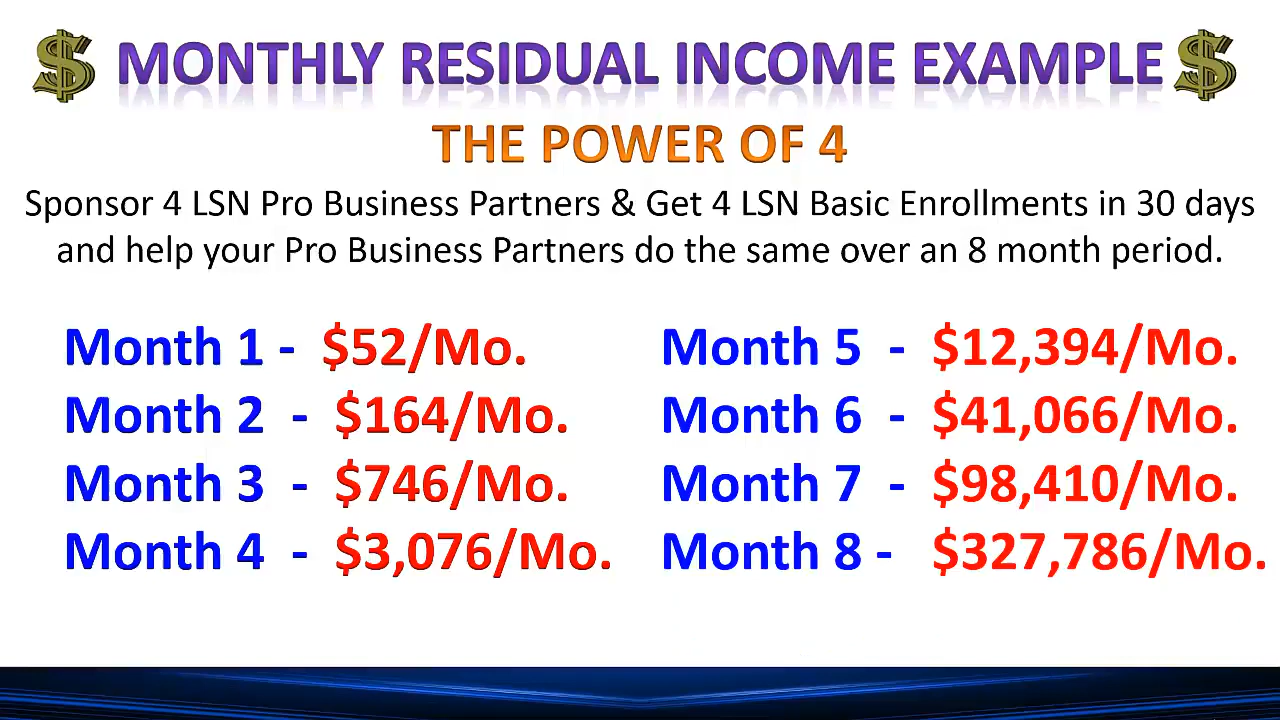 $ MONTHLY RESIDUAL INCOME EXAMPLE $
THE POWER OF 4
Sponsor 4 LSN Pro Business Partners & Get 4 LSN Basic Enrollments in 30 days
and help your Pro Business Partners do the same over an 8 month period.
Month 1 - $52/Mo.
Month 2 - $164/Mo.
Month 3 - $746/Mo.
Month 4 - $3,076/Mo.
Month 5 - $12,394/Mo.
Month 6 - $41,066/Mo.
Month 7 - $98,410/Mo.
Month 8 - $327,786/Mo.